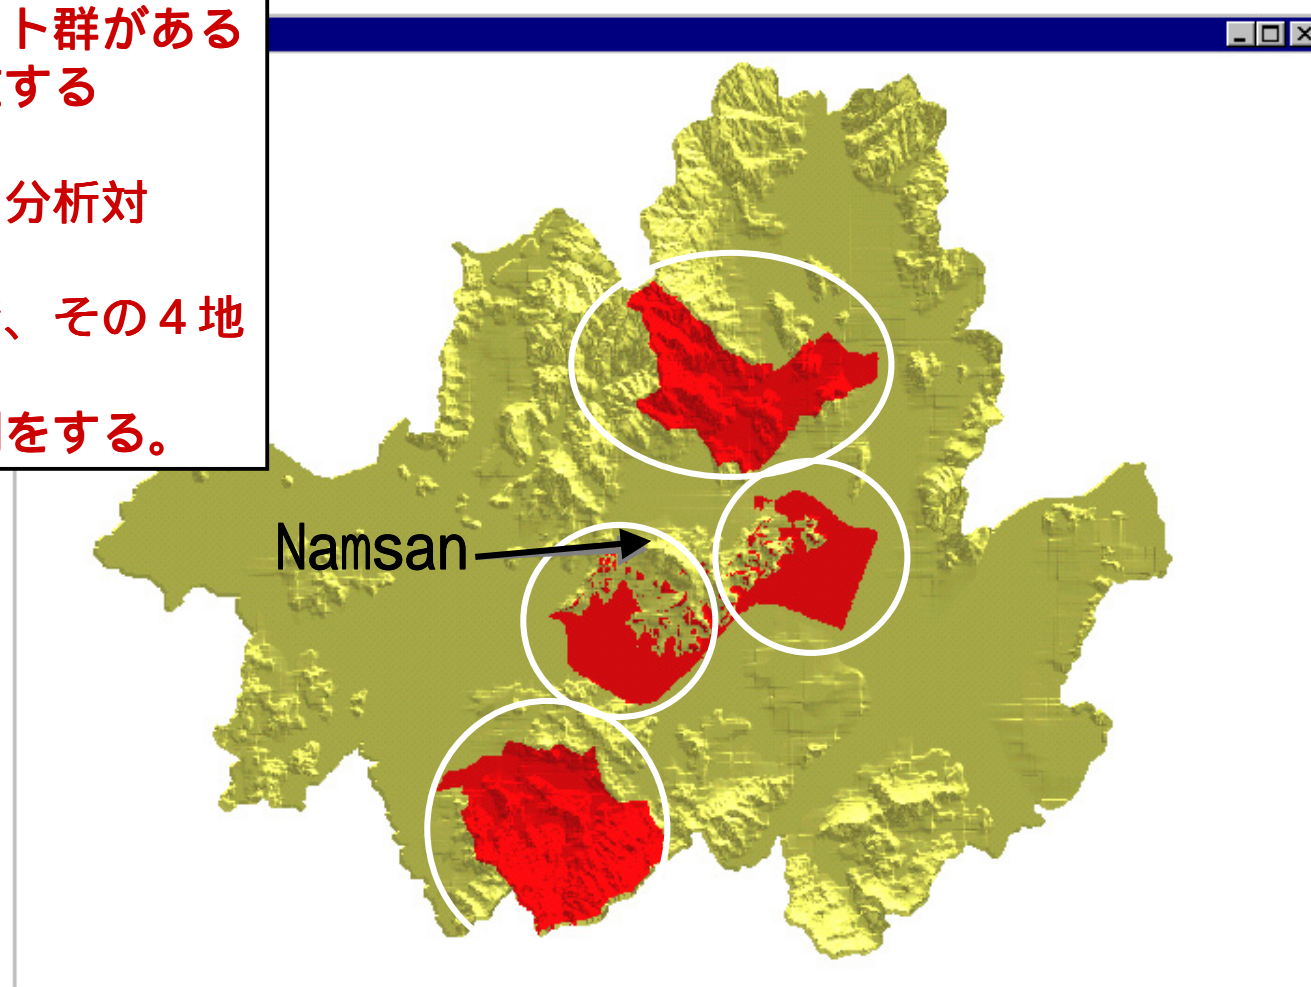 ト群がある
する
分析対
、その４地
をする。
Namsan